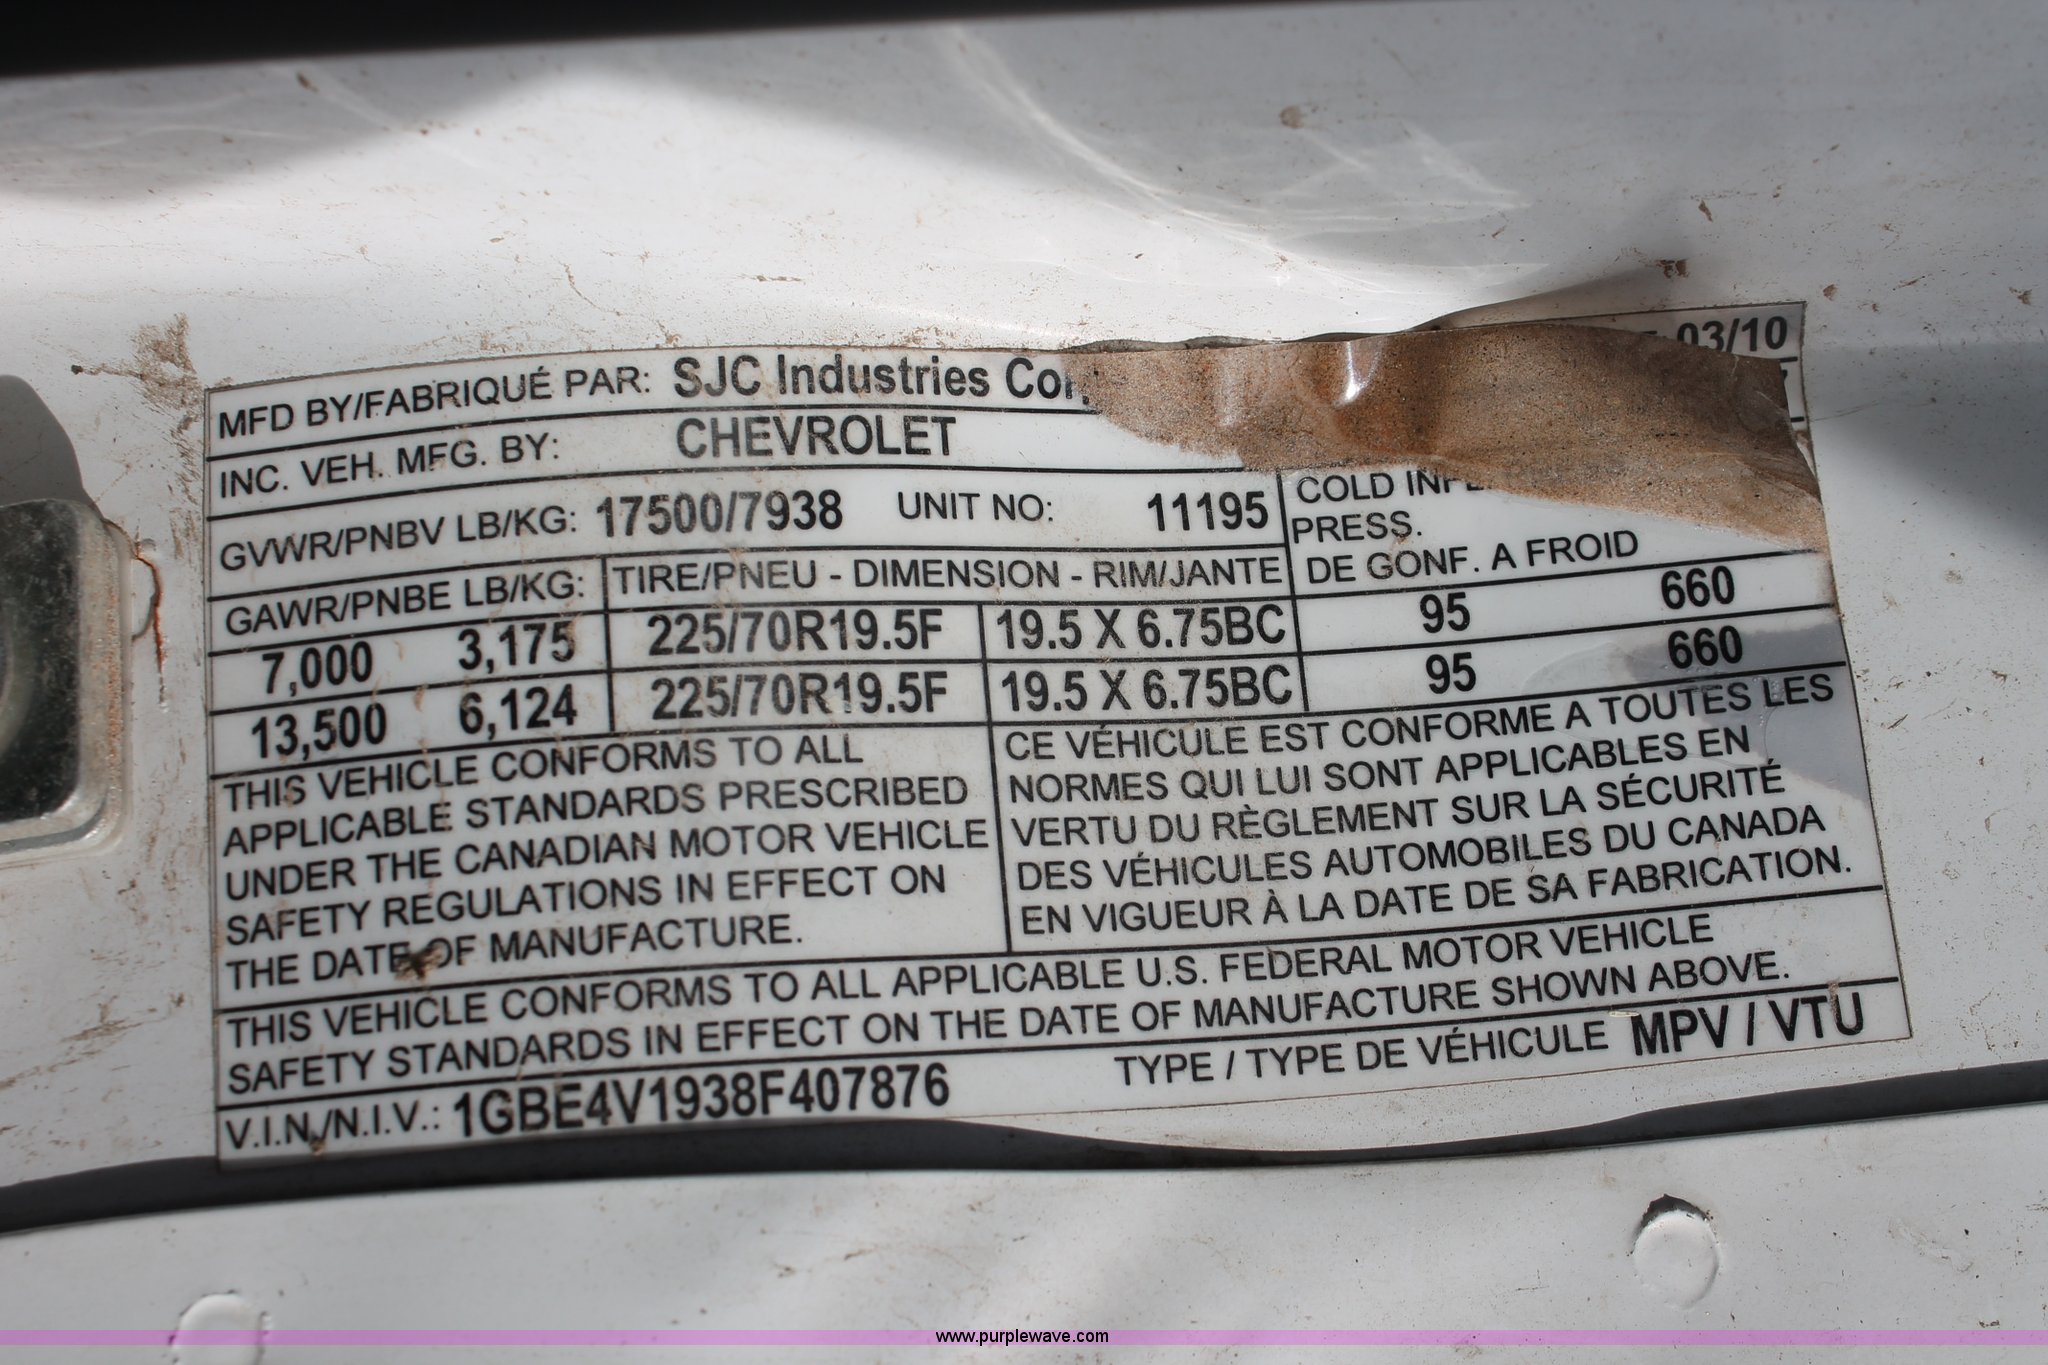 MFD BY/FABRIQUÉ PAR: SJC Industries 03/10
INC. VEH. MFG. BY: CHEVROLET
GVWR/PNBV LB/KG: 17500/7938 UNIT NO: 11195
COLD
PRESS.
DE GONF. A FROID
GAWR/PNBE LB/KG: TIRE/PNEU - DIMENSION - RIM/JANTE
7,000 3,175 225/70R19.5F 19.5 X 6.75BC 95 660
13,500 6,124 225/70R19.5F 19.5 X 6.75BC 95 660
THIS VEHICLE CONFORMS TO ALL
APPLICABLE STANDARDS PRESCRIBED
UNDER THE CANADIAN MOTOR VEHICLE
SAFETY REGULATIONS IN EFFECT ON
THE DATE OF MANUFACTURE.
CE VÉHICULE EST CONFORME A TOUTES LES
NORMES QUI LUI SONT APPLICABLES EN
VERTU DU RÈGLEMENT SUR LA SÉCURITÉ
DES VÉHICULES AUTOMOBILES DU CANADA
EN VIGUEUR À LA DATE DE SA FABRICATION.
THIS VEHICLE CONFORMS TO ALL APPLICABLE U.S. FEDERAL MOTOR VEHICLE
SAFETY STANDARDS IN EFFECT ON THE DATE OF MANUFACTURE SHOWN ABOVE.
V.I.N./N.I.V.: 1GBE4V1938F407876 TYPE / TYPE DE VÉHICULE MPV / VTU
www.purplewave.com